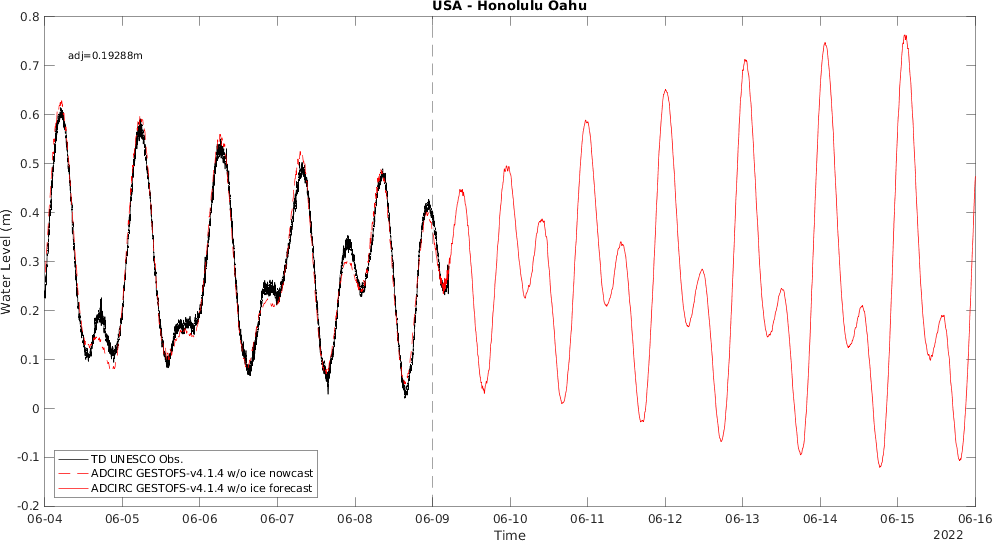 USA - Honolulu Oahu
adj=0.19288m
0.8
0.7
0.6
0.5
0.4
0.3
0.2
0.1
0
-0.1
-0.2
Water Level (m)
TD UNESCO Obs.
ADCIRC GESTOFS-v4.1.4 w/o ice nowcast
ADCIRC GESTOFS-v4.1.4 w/o ice forecast
06-04 06-05 06-06 06-07 06-08 06-09 06-10 06-11 06-12 06-13 06-14 06-15 06-16
Time
2022